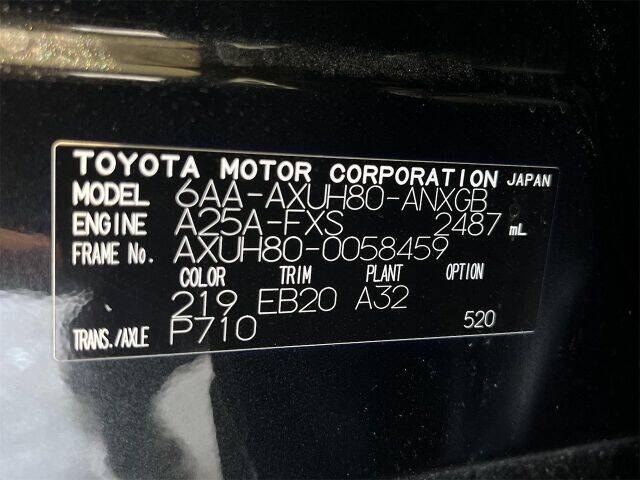 TOYOTA MOTOR CORPORATION JAPAN
MODEL 6AA-AXUH80-ANXGB
ENGINE A25A-FXS 2487 mL
FRAME No. AXUH80-0058459
COLOR TRIM PLANT OPTION
219 EB20 A32
TRANS./AXLE P710 520